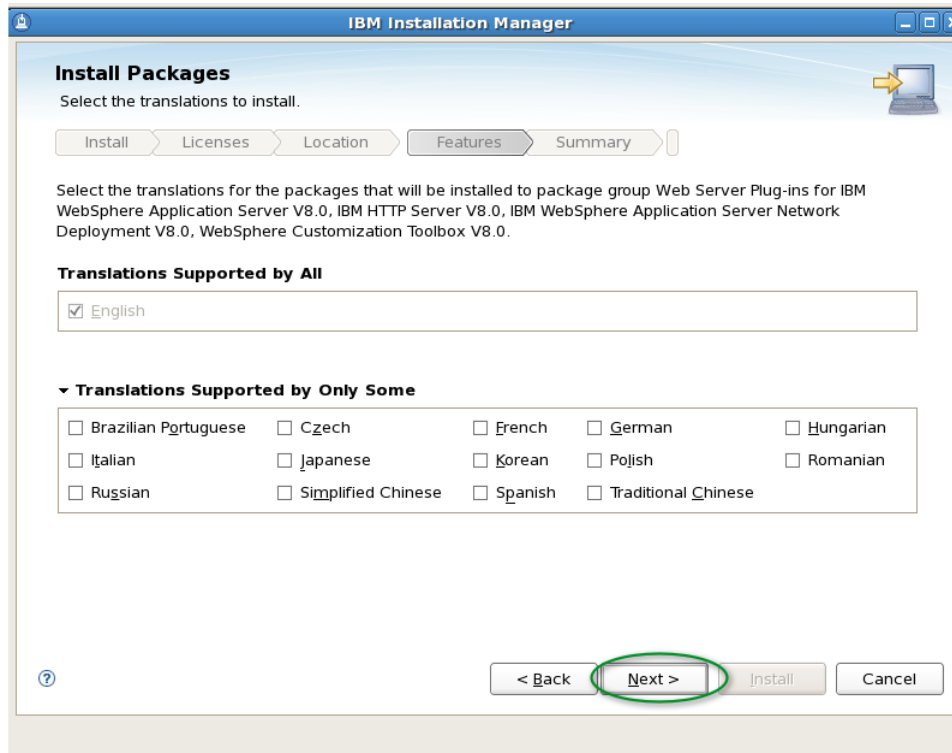 IBM Installation Manager
Install Packages
Select the translations to install.
Install Licenses Location Features Summary
Select the translations for the packages that will be installed to package group Web Server Plug-ins for IBM
WebSphere Application Server V8.0, IBM HTTP Server V8.0, IBM WebSphere Application Server Network
Deployment V8.0, WebSphere Customization Toolbox V8.0.
Translations Supported by All
English
Translations Supported by Only Some
Brazilian Portuguese Czech French German Hungarian
Italian Japanese Korean Polish Romanian
Russian Simplified Chinese Spanish Traditional Chinese
? < Back Next > Install Cancel